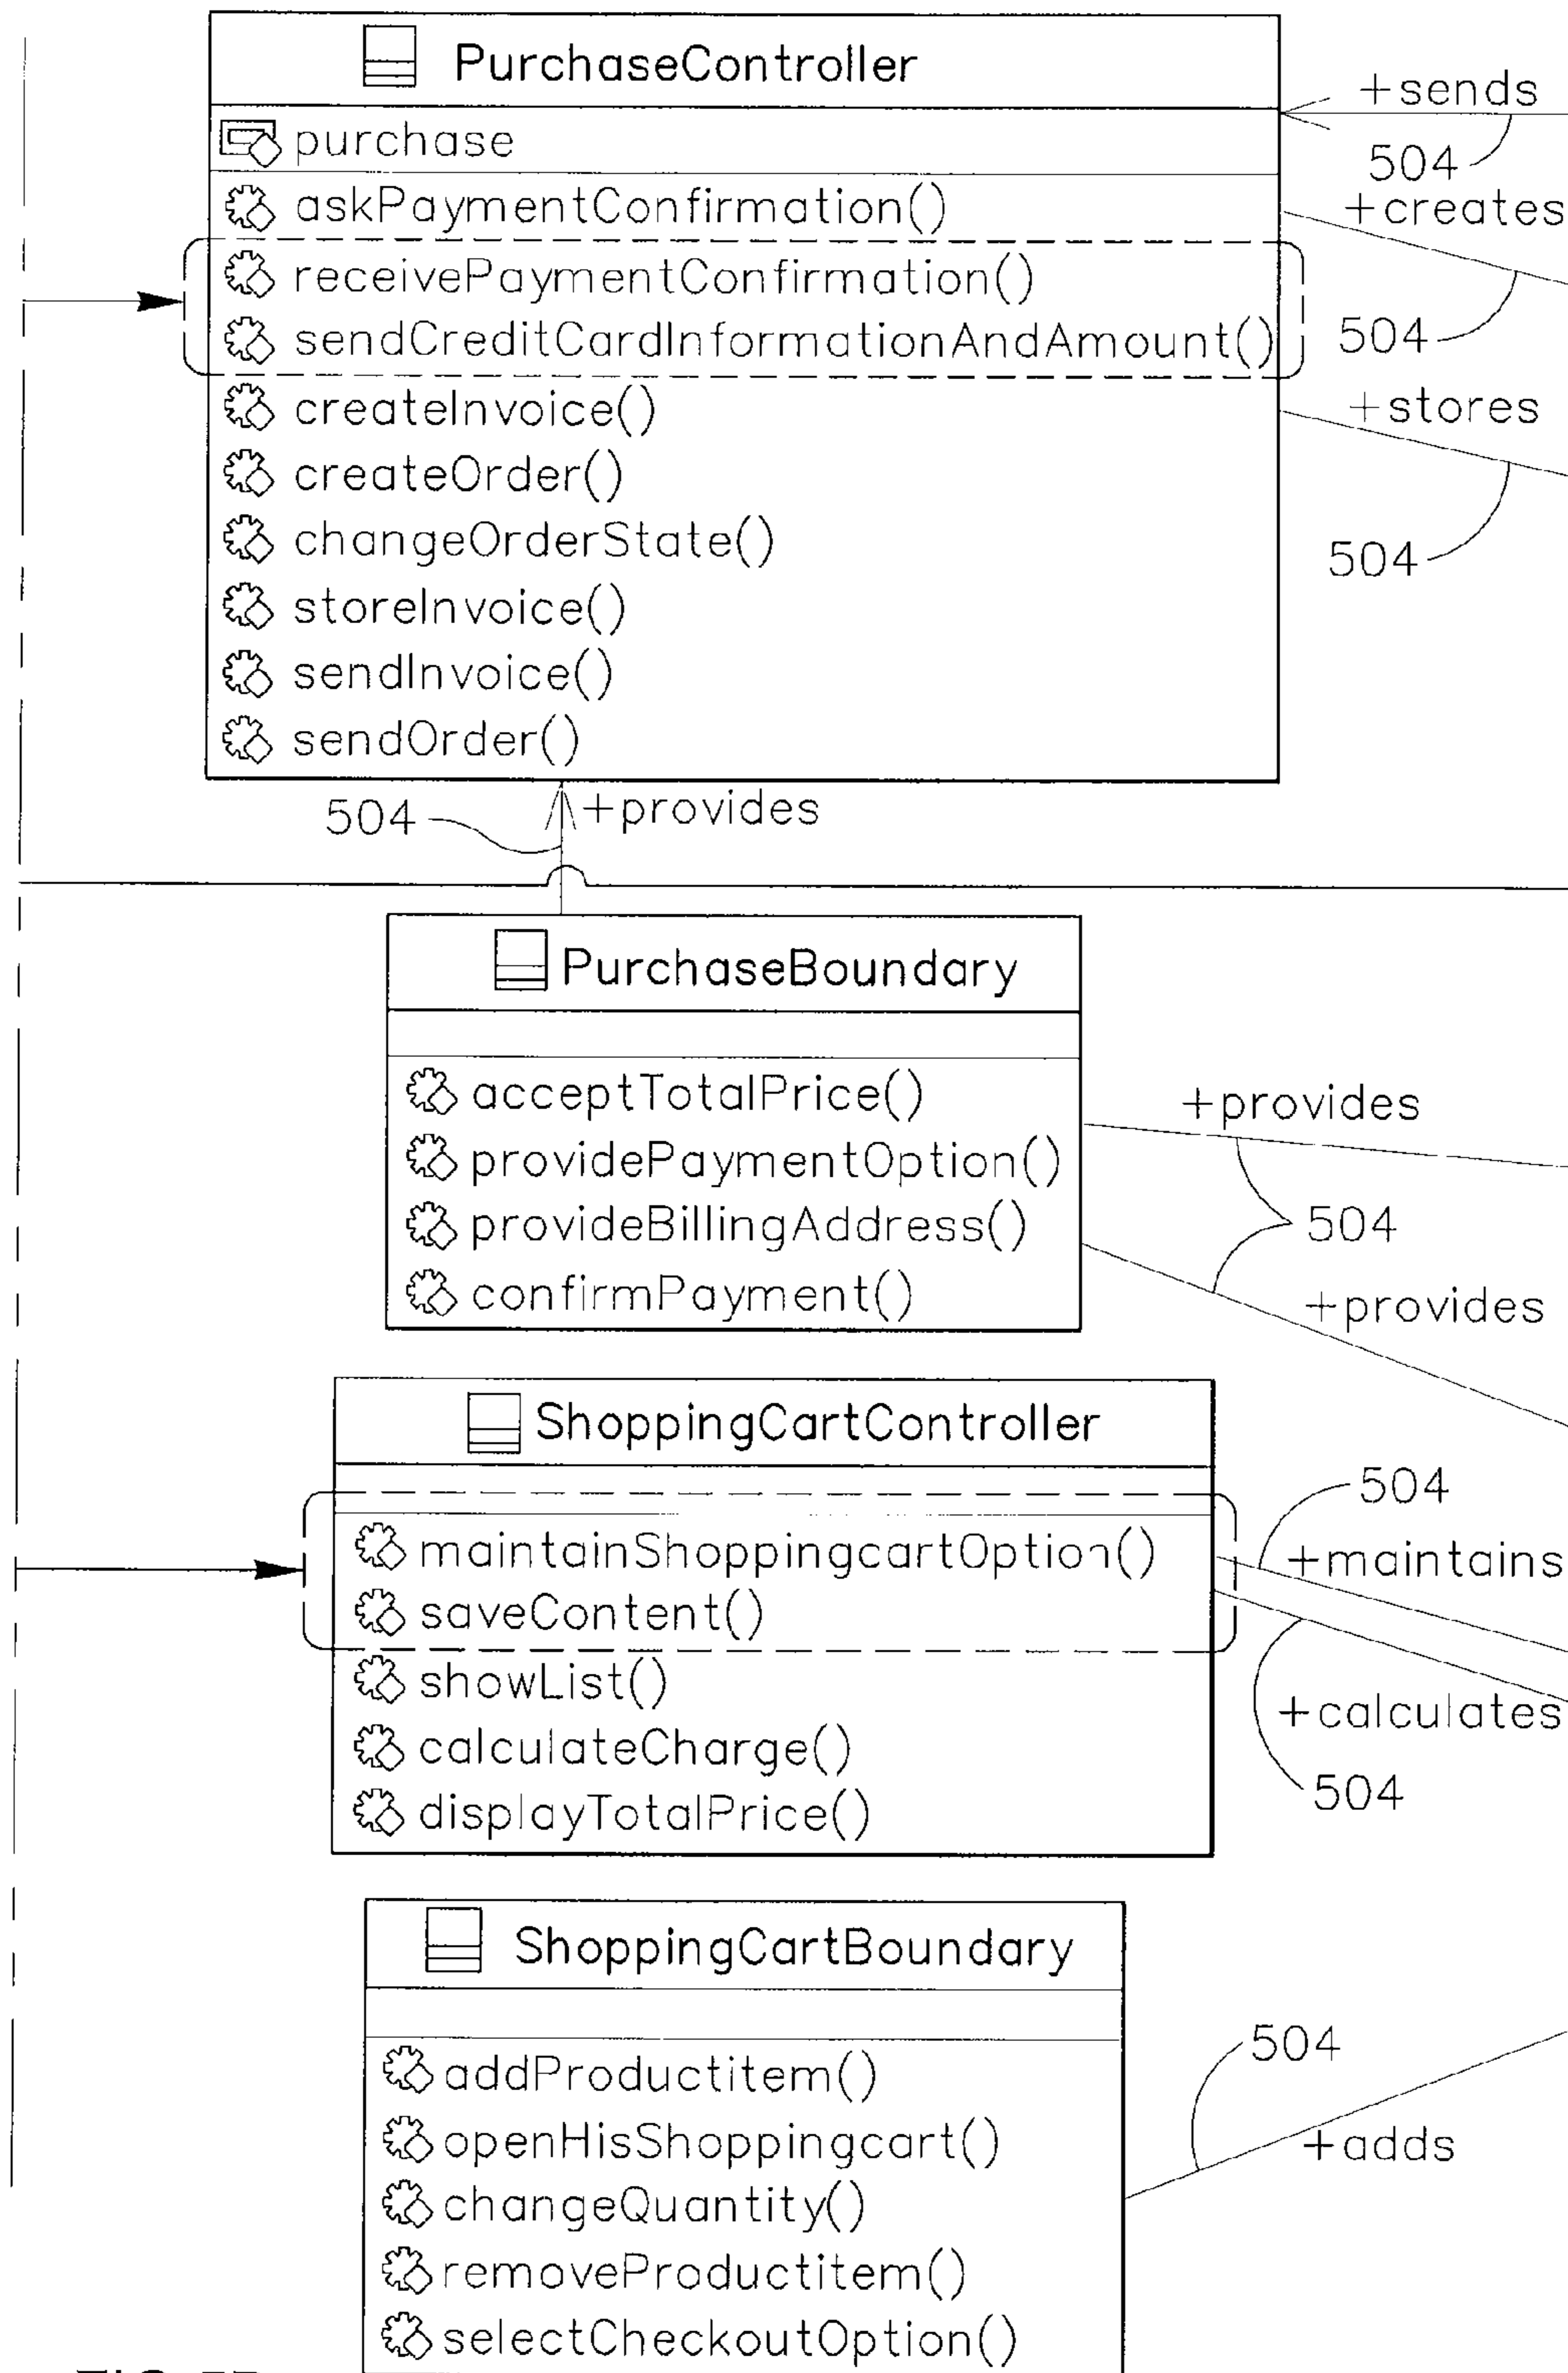 PurchaseController
+sends
purchase
504
askPaymentConfirmation()
+creates
receivePaymentConfirmation()
sendCreditCardInformationAndAmount()
504
createInvoice()
+stores
createOrder()
changeOrderState()
504
storeInvoice()
sendInvoice()
sendOrder()
504
+provides
PurchaseBoundary
acceptTotalPrice()
+provides
providePaymentOption()
provideBillingAddress()
504
confirmPayment()
+provides
ShoppingCartController
504
maintainShoppingcartOption()
+maintains
saveContent()
showList()
+calculates
calculateCharge()
504
displayTotalPrice()
ShoppingCartBoundary
504
addProductitem()
openHisShoppingcart()
+adds
changeQuantity()
removeProductitem()
selectCheckoutOption()